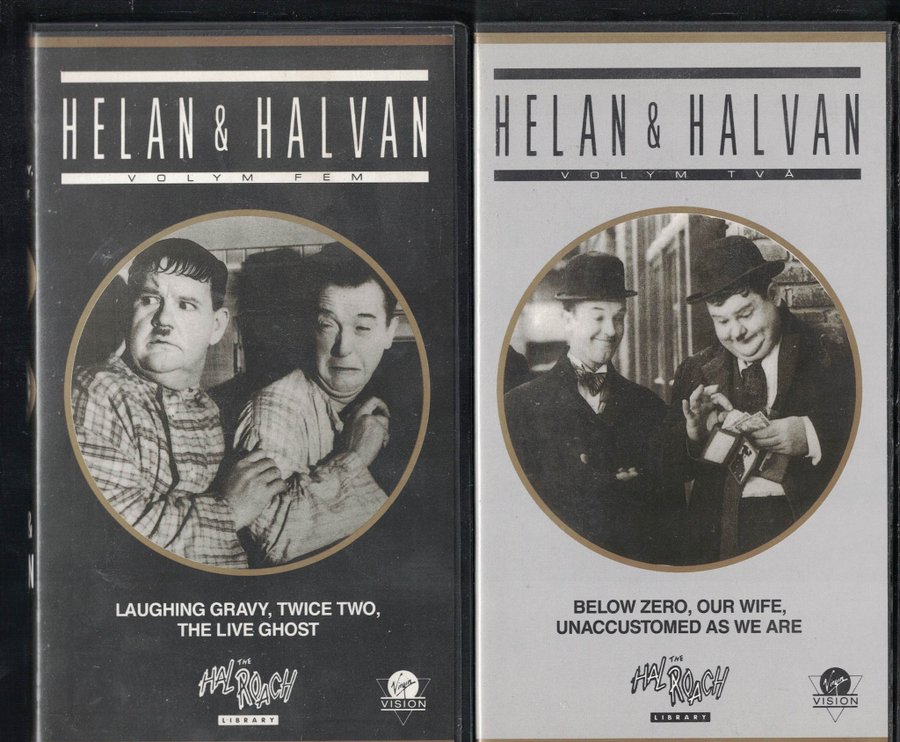 HELAN & HALVAN
VOLYM FEM
LAUGHING GRAVY, TWICE TWO,
THE LIVE GHOST
THE
HAL ROACH
LIBRARY
Virgin
VISION
HELAN & HALVAN
VOLYM TVÅ
BELOW ZERO, OUR WIFE,
UNACCUSTOMED AS WE ARE
THE
HAL ROACH
LIBRARY
Virgin
VISION